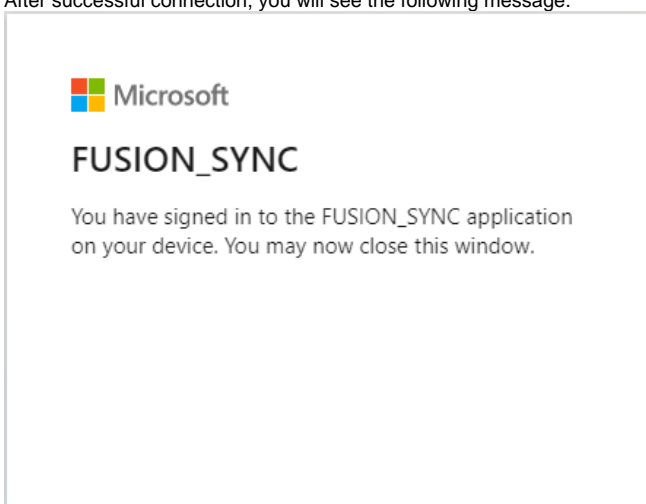 After successful connection, you will see the following message:
Microsoft
FUSION_SYNC
You have signed in to the FUSION_SYNC application
on your device. You may now close this window.